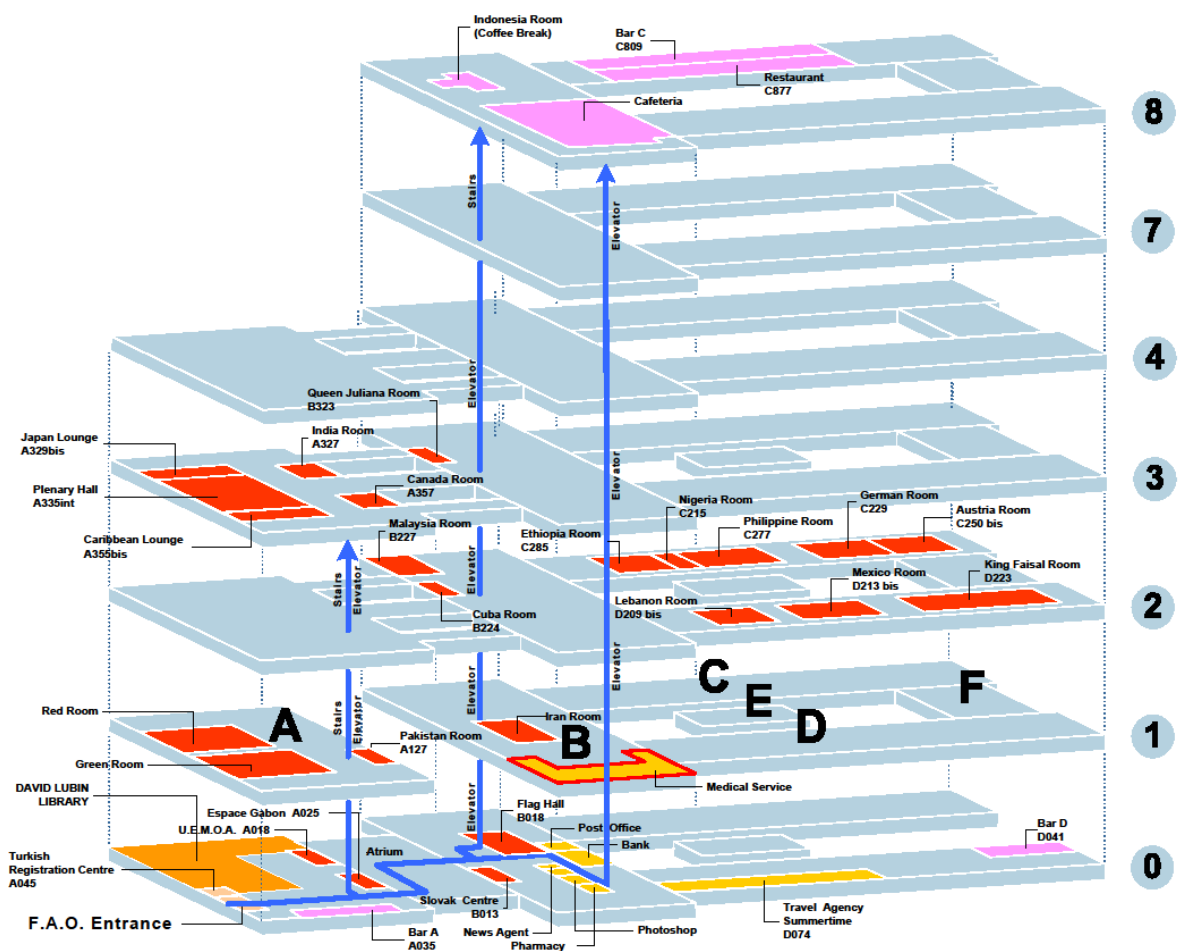 Indonesia Room
(Coffee Break)
Bar C
C809
Restaurant
C877
Cafeteria
8
Stairs
Elevator
7
4
Elevator
Queen Juliana Room
B323
Japan Lounge
A329bis
India Room
A327
Plenary Hall
A335int
Canada Room
A357
Elevator
3
Caribbean Lounge
A355bis
Malaysia Room
B227
Ethiopia Room
C285
Nigeria Room
C215
Philippine Room
C277
German Room
C229
Austria Room
C250 bis
Stairs
Elevator
Elevator
Cuba Room
B224
Lebanon Room
D209 bis
Mexico Room
D213 bis
King Faisal Room
D223
2
Elevator
Elevator
C
E
F
D
Red Room
A
Stairs
Elevator
Pakistan Room
A127
Iran Room
B
1
Green Room
Medical Service
DAVID LUBIN
LIBRARY
Espace Gabon A025
U.E.M.O.A. A018
Elevator
Flag Hall
B018
Post Office
Bank
Bar D
D041
Turkish
Registration Centre
A045
Atrium
0
F.A.O. Entrance
Bar A
A035
Slovak Centre
B013
News Agent
Pharmacy
Photoshop
Travel Agency
Summertime
D074